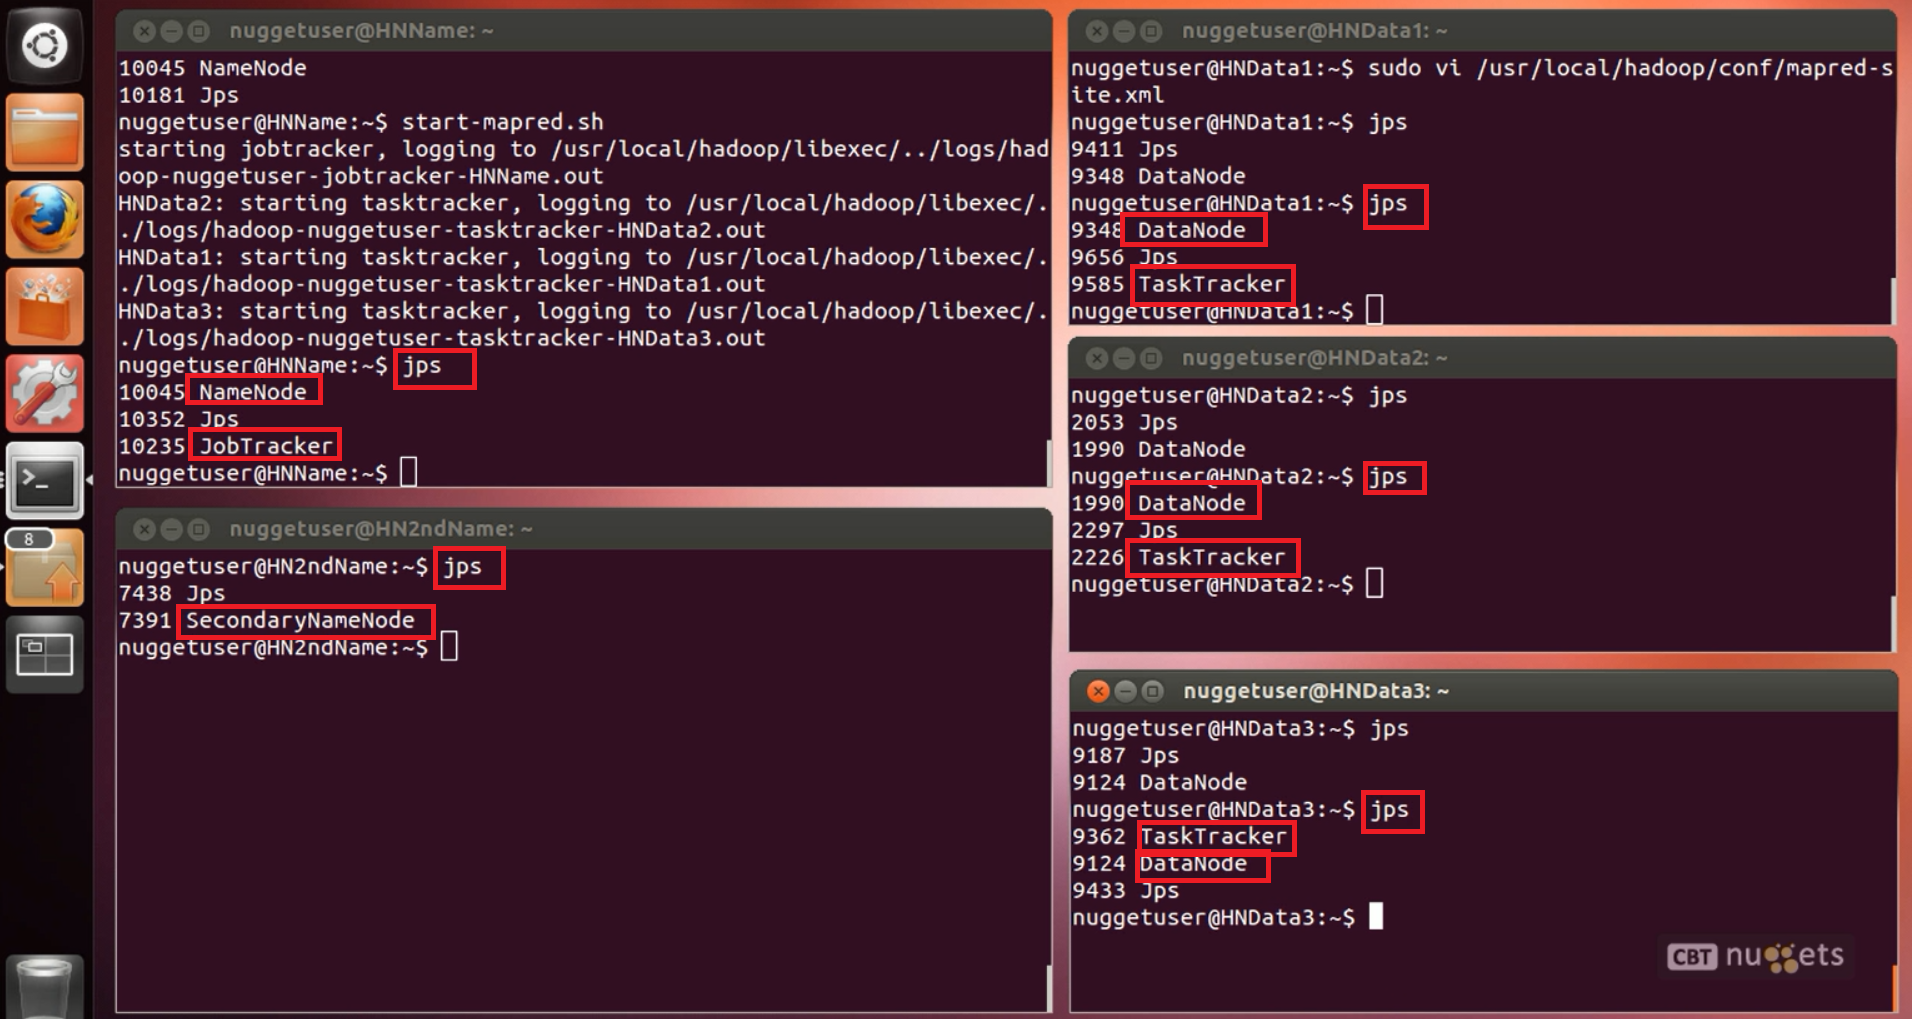 nuggetuser@HNName: ~
10045 NameNode
10181 Jps
nuggetuser@HNName:~$ start-mapred.sh
starting jobtracker, logging to /usr/local/hadoop/libexec/../logs/had
oop-nuggetuser-jobtracker-HNName.out
HNData2: starting tasktracker, logging to /usr/local/hadoop/libexec/.
./logs/hadoop-nuggetuser-tasktracker-HNData2.out
HNData1: starting tasktracker, logging to /usr/local/hadoop/libexec/.
./logs/hadoop-nuggetuser-tasktracker-HNData1.out
HNData3: starting tasktracker, logging to /usr/local/hadoop/libexec/.
./logs/hadoop-nuggetuser-tasktracker-HNData3.out
nuggetuser@HNName:~$ jps
10045 NameNode
10352 Jps
10235 JobTracker
nuggetuser@HNName:~$
nuggetuser@HN2ndName: ~
nuggetuser@HN2ndName:~$ jps
7438 Jps
7391 SecondaryNameNode
nuggetuser@HN2ndName:~$
nuggetuser@HNData1: ~
nuggetuser@HNData1:~$ sudo vi /usr/local/hadoop/conf/mapred-s
ite.xml
nuggetuser@HNData1:~$ jps
9411 Jps
9348 DataNode
nuggetuser@HNData1:~$ jps
9348 DataNode
9656 Jps
9585 TaskTracker
nuggetuser@HNData1:~$
nuggetuser@HNData2: ~
nuggetuser@HNData2:~$ jps
2053 Jps
1990 DataNode
nuggetuser@HNData2:~$ jps
1990 DataNode
2297 Jps
2226 TaskTracker
nuggetuser@HNData2:~$
nuggetuser@HNData3: ~
nuggetuser@HNData3:~$ jps
9187 Jps
9124 DataNode
nuggetuser@HNData3:~$ jps
9362 TaskTracker
9124 DataNode
9433 Jps
nuggetuser@HNData3:~$
8
>_
CBT nuggets